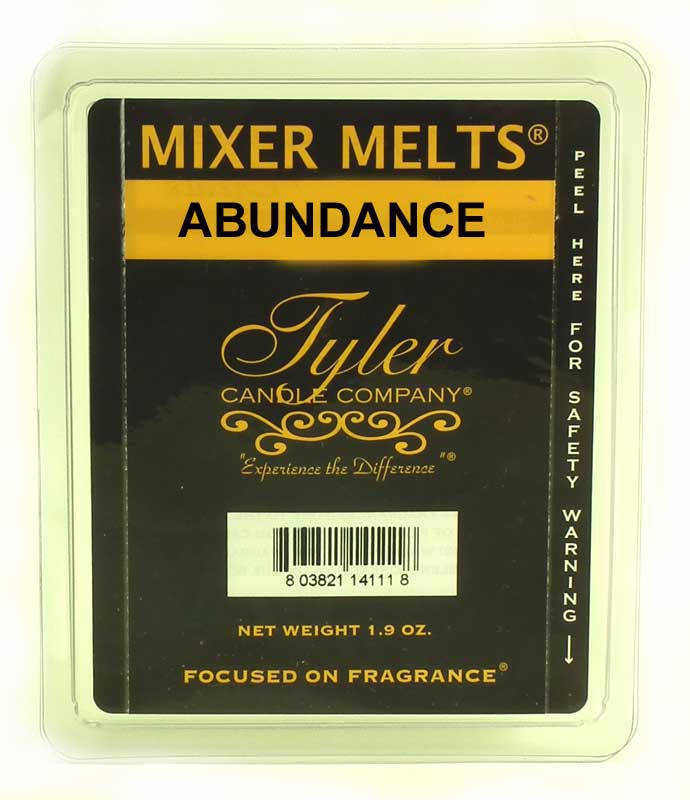 MIXER MELTS®
ABUNDANCE
Tyler
CANDLE COMPANY®
"Experience the Difference"®
8 03821 14111 8
NET WEIGHT 1.9 OZ.
FOCUSED ON FRAGRANCE®
PEEL HERE FOR SAFETY WARNING